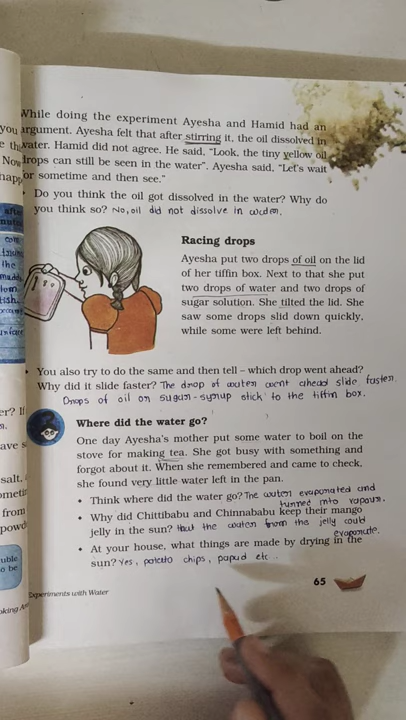 While doing the experiment Ayesha and Hamid had an
argument. Ayesha felt that after stirring it, the oil dissolved in
water. Hamid did not agree. He said, "Look, the tiny yellow oil
drops can still be seen in the water". Ayesha said, "Let's wait
for sometime and then see."
• Do you think the oil got dissolved in the water? Why do
you think so? No, oil did not dissolve in water.
Racing drops
Ayesha put two drops of oil on the lid
of her tiffin box. Next to that she put
two drops of water and two drops of
sugar solution. She tilted the lid. She
saw some drops slid down quickly,
while some were left behind.
• You also try to do the same and then tell – which drop went ahead?
Why did it slide faster? The drop of water went ahead slide faster.
Drops of oil or sugar-syrup stick to the tiffin box.
Where did the water go?
One day Ayesha's mother put some water to boil on the
stove for making tea. She got busy with something and
forgot about it. When she remembered and came to check,
she found very little water left in the pan.
• Think where did the water go? The water evaporated and
turned into vapour.
• Why did Chittibabu and Chinnababu keep their mango
jelly in the sun? that the water from the jelly could
evaporate.
• At your house, what things are made by drying in the
sun? Yes, potato chips, papad etc.
65
Experiments with Water